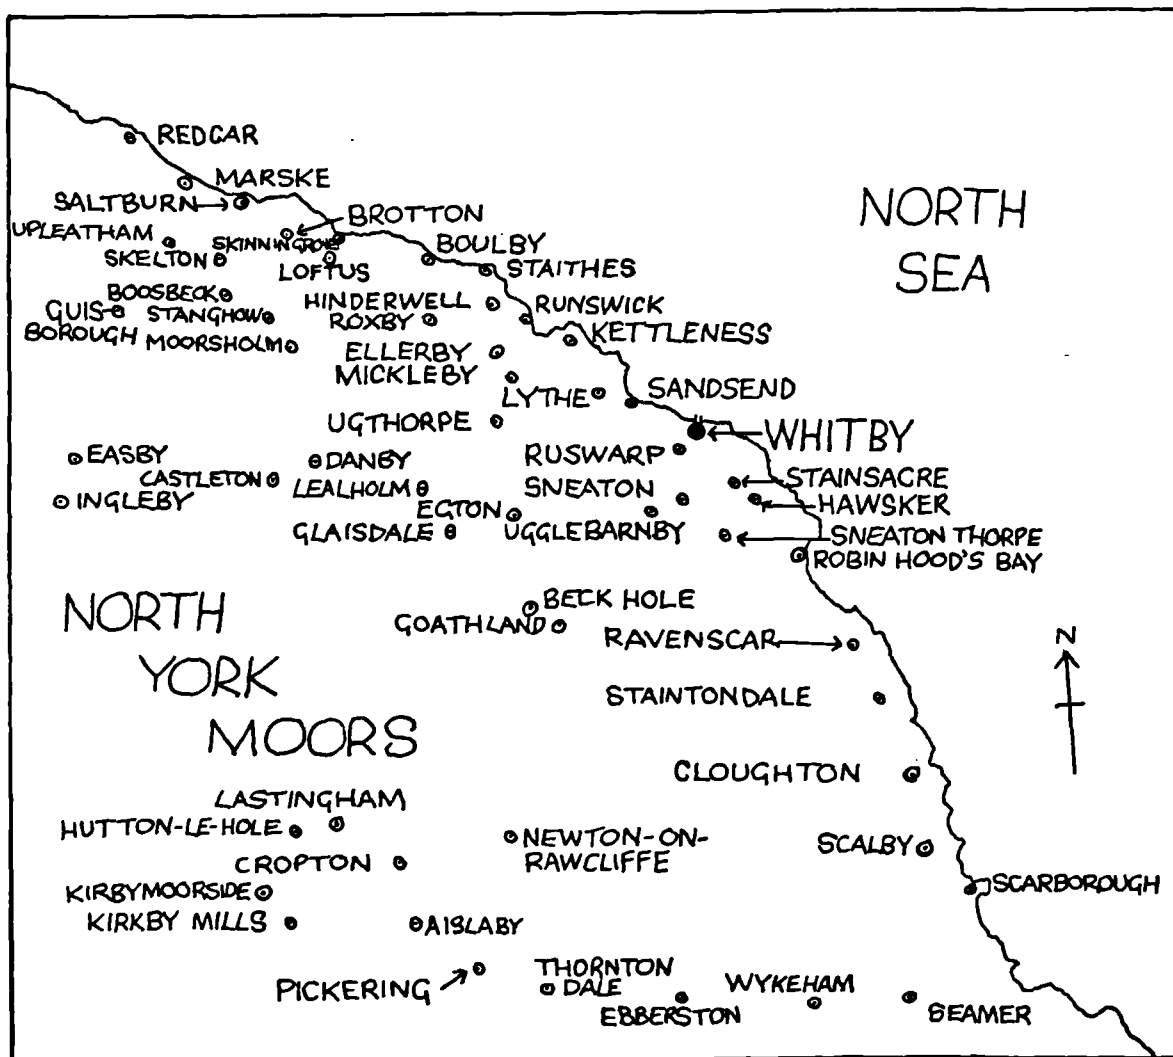 REDCAR
MARSKE
SALTBURN
NORTH
SEA
BROTTON
UPLEATHAM
SKINNINGROVE
BOULBY
SKELTON
LOFTUS
STAITHES
BOOSBECK
HINDERWELL
RUNSWICK
GUIS-
BOROUGH
STANGHOW
ROXBY
KETTLENESS
MOORSHOLM
ELLERBY
MICKLEBY
LYTHE
SANDSEND
UGTHORPE
WHITBY
EASBY
DANBY
RUSWARP
CASTLETON
LEALHOLM
SNEATON
STAINSACRE
INGLEBY
EGTON
HAWSKER
GLAISDALE
UGGLEBARNBY
SNEATON THORPE
ROBIN HOOD'S BAY
NORTH
YORK
MOORS
BECK HOLE
GOATHLAND
RAVENSCAR
N
STAINTONDALE
CLOUGHTON
LASTINGHAM
HUTTON-LE-HOLE
NEWTON-ON-
RAWCLIFFE
SCALBY
CROPTON
KIRBYMOORSIDE
SCARBOROUGH
KIRKBY MILLS
AISLABY
PICKERING
THORNTON
DALE
EBBERSTON
WYKEHAM
SEAMER